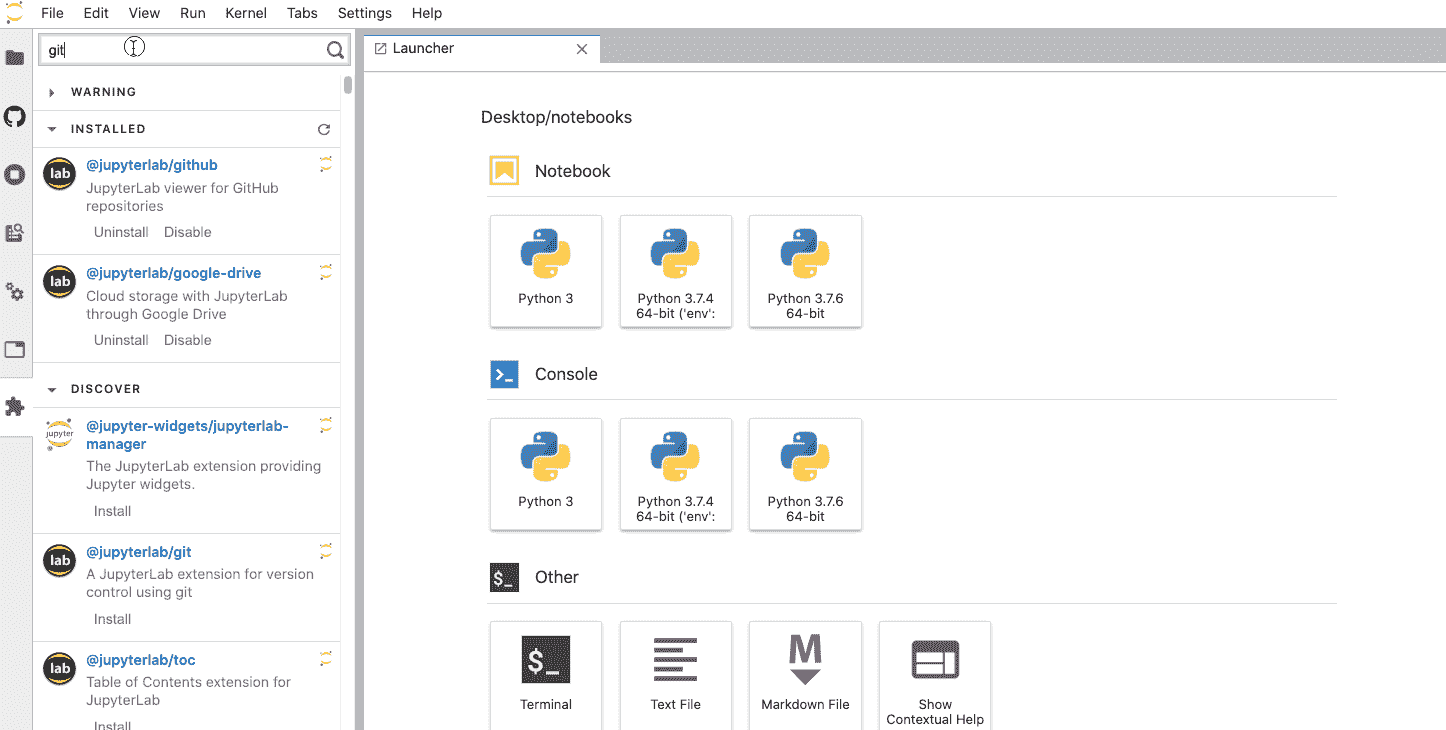 File Edit View Run Kernel Tabs Settings Help
git
WARNING
INSTALLED
lab
@jupyterlab/github
JupyterLab viewer for GitHub
repositories
Uninstall Disable
lab
@jupyterlab/google-drive
Cloud storage with JupyterLab
through Google Drive
Uninstall Disable
DISCOVER
jupyter
@jupyter-widgets/jupyterlab-
manager
The JupyterLab extension providing
Jupyter widgets.
Install
lab
@jupyterlab/git
A JupyterLab extension for version
control using git
Install
lab
@jupyterlab/toc
Table of Contents extension for
JupyterLab
Install
Launcher
Desktop/notebooks
Notebook
Python 3
Python 3.7.4
64-bit ('env':
Python 3.7.6
64-bit
>_
Console
Python 3
Python 3.7.4
64-bit ('env':
Python 3.7.6
64-bit
$_
Other
$_
Terminal
Text File
M
Markdown File
Show
Contextual Help